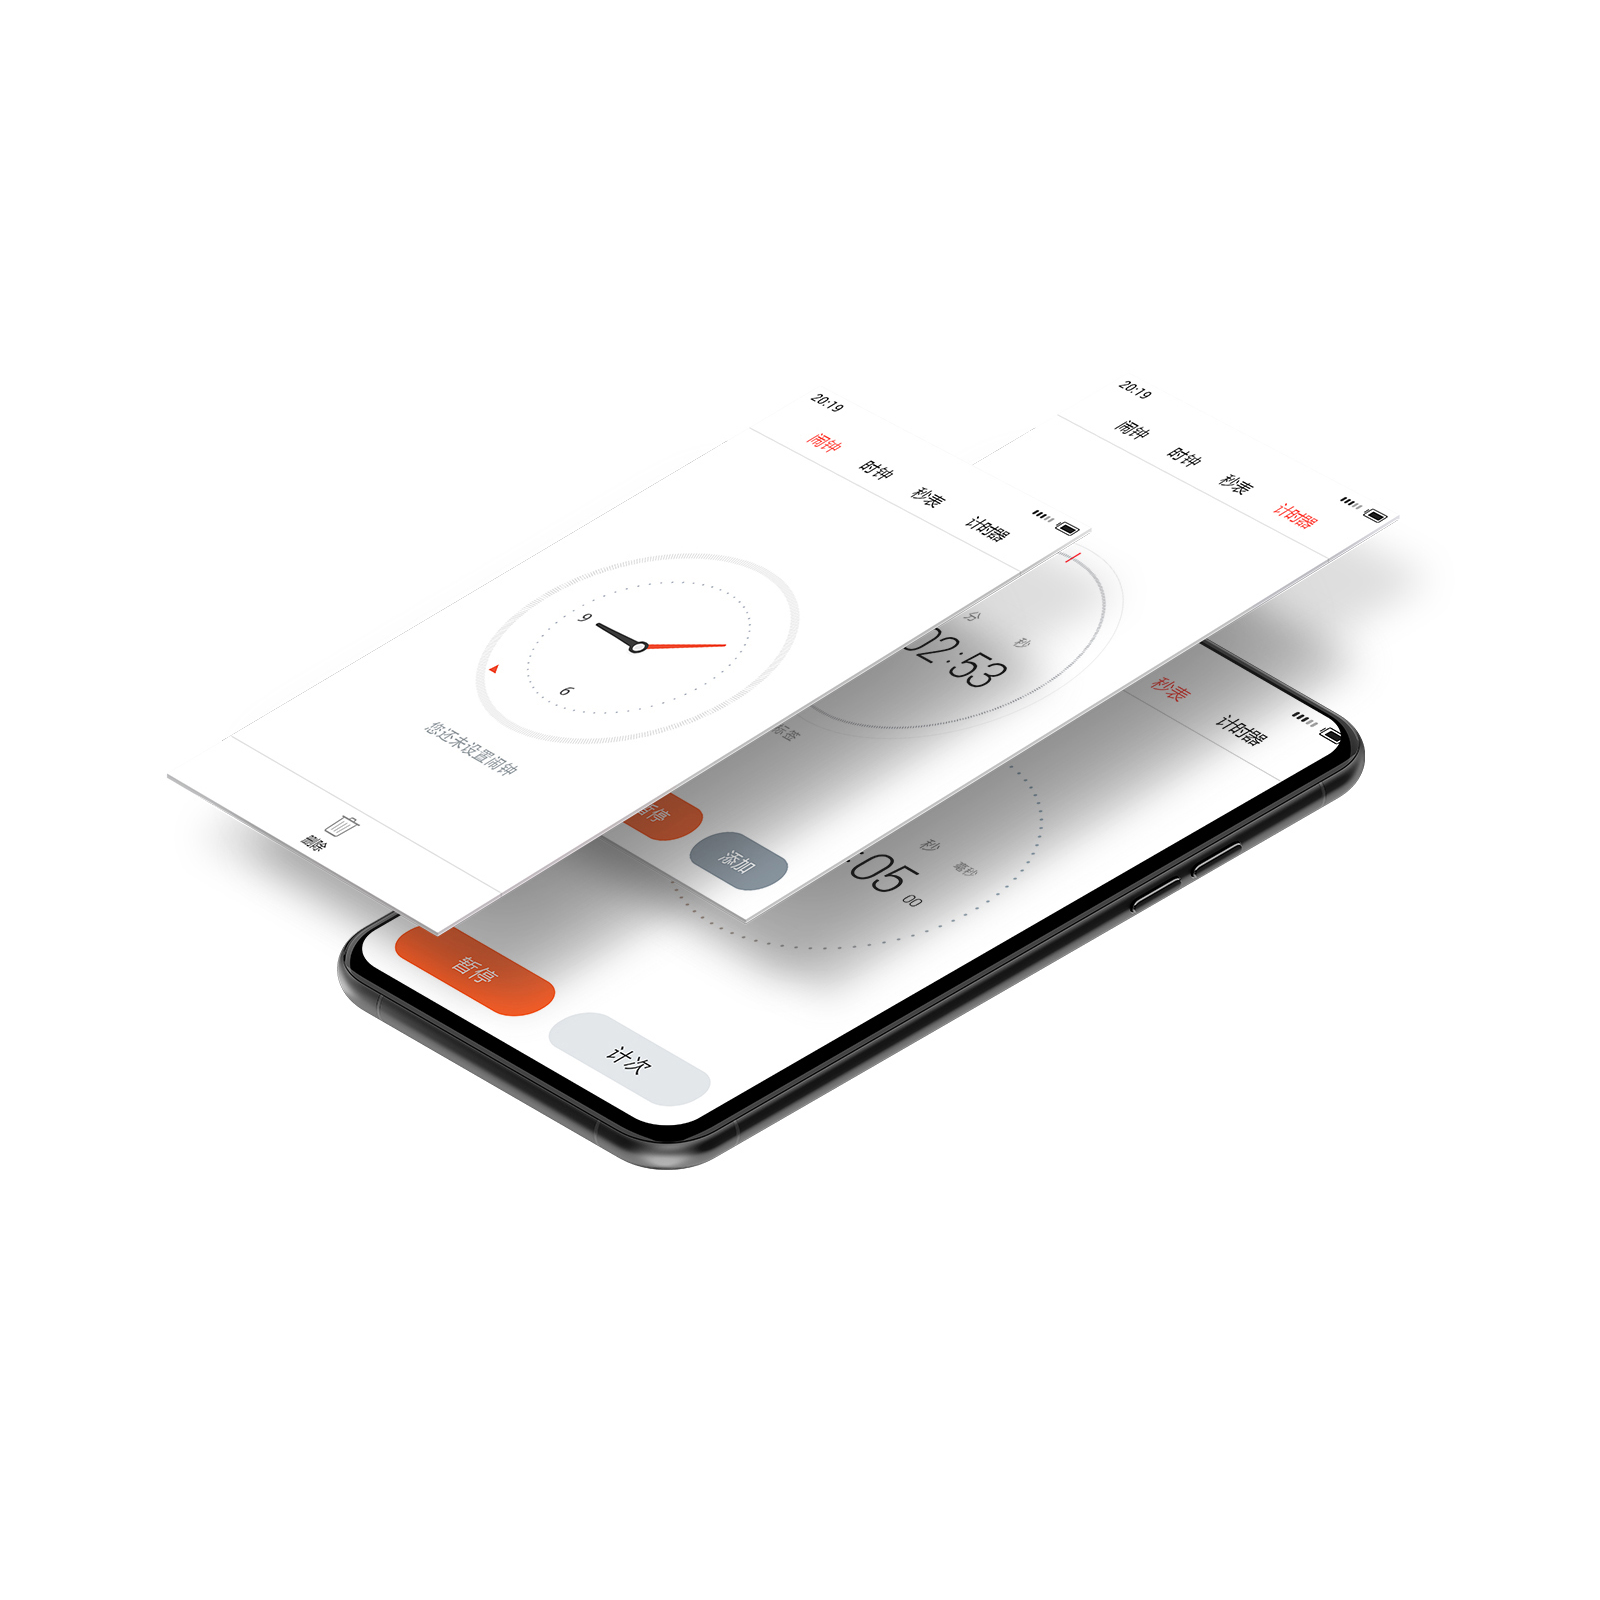 20:19
闹钟 时钟 秒表 计时器
9
6
您还未设置闹钟
删除
20:19
闹钟 时钟 秒表 计时器
分 秒
02:53
标签
暂停 添加
秒表 计时器
秒 毫秒
:05 00
暂停 计次